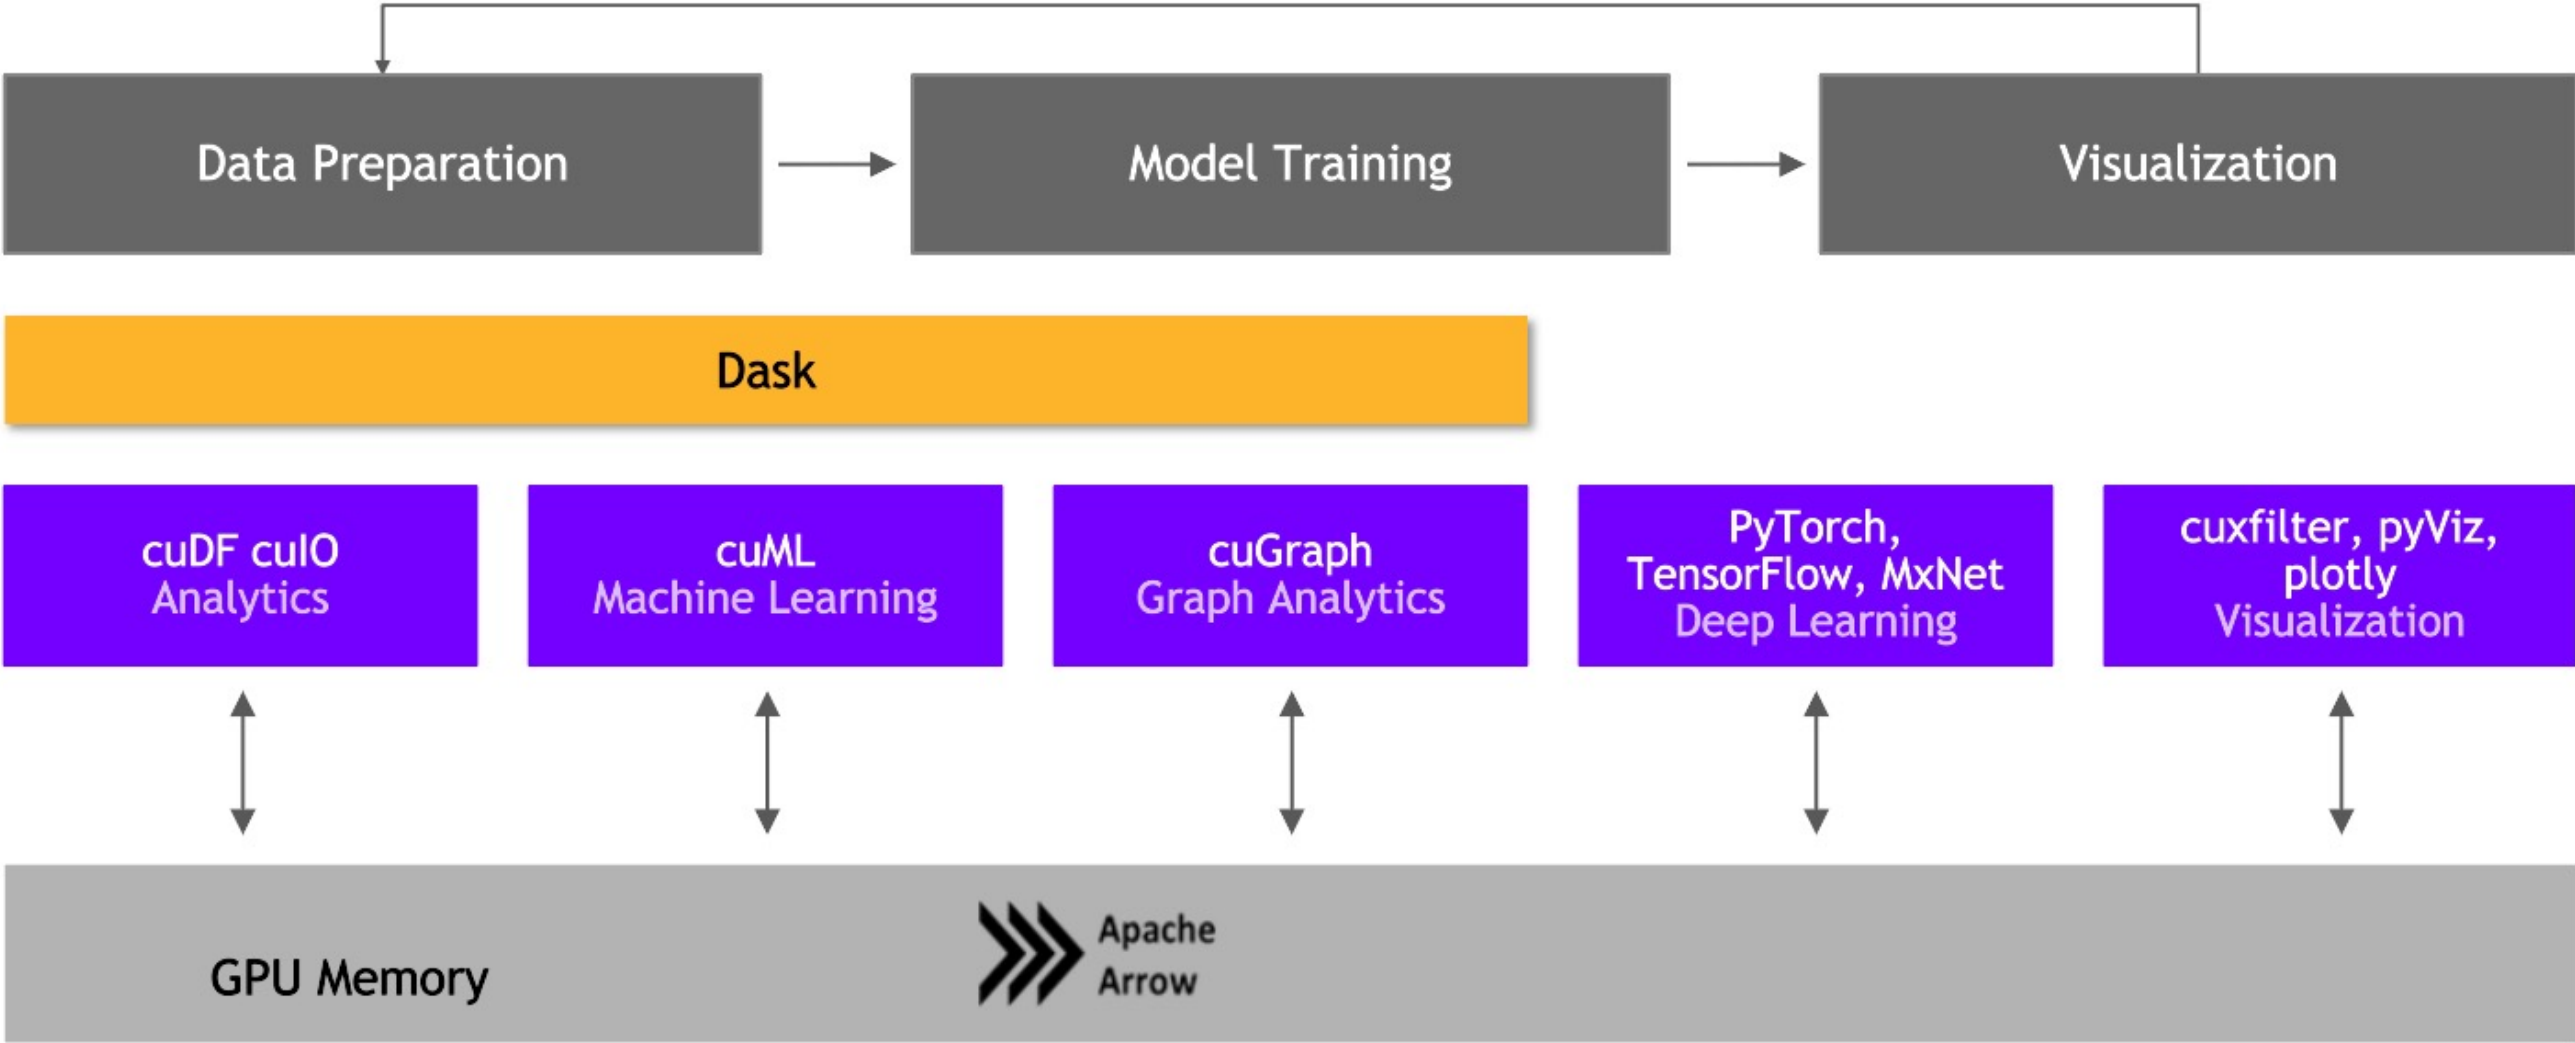 Data Preparation
Model Training
Visualization
Dask
cuDF cuIO
Analytics
cuML
Machine Learning
cuGraph
Graph Analytics
PyTorch,
TensorFlow, MxNet
Deep Learning
cuxfilter, pyViz,
plotly
Visualization
GPU Memory
Apache
Arrow